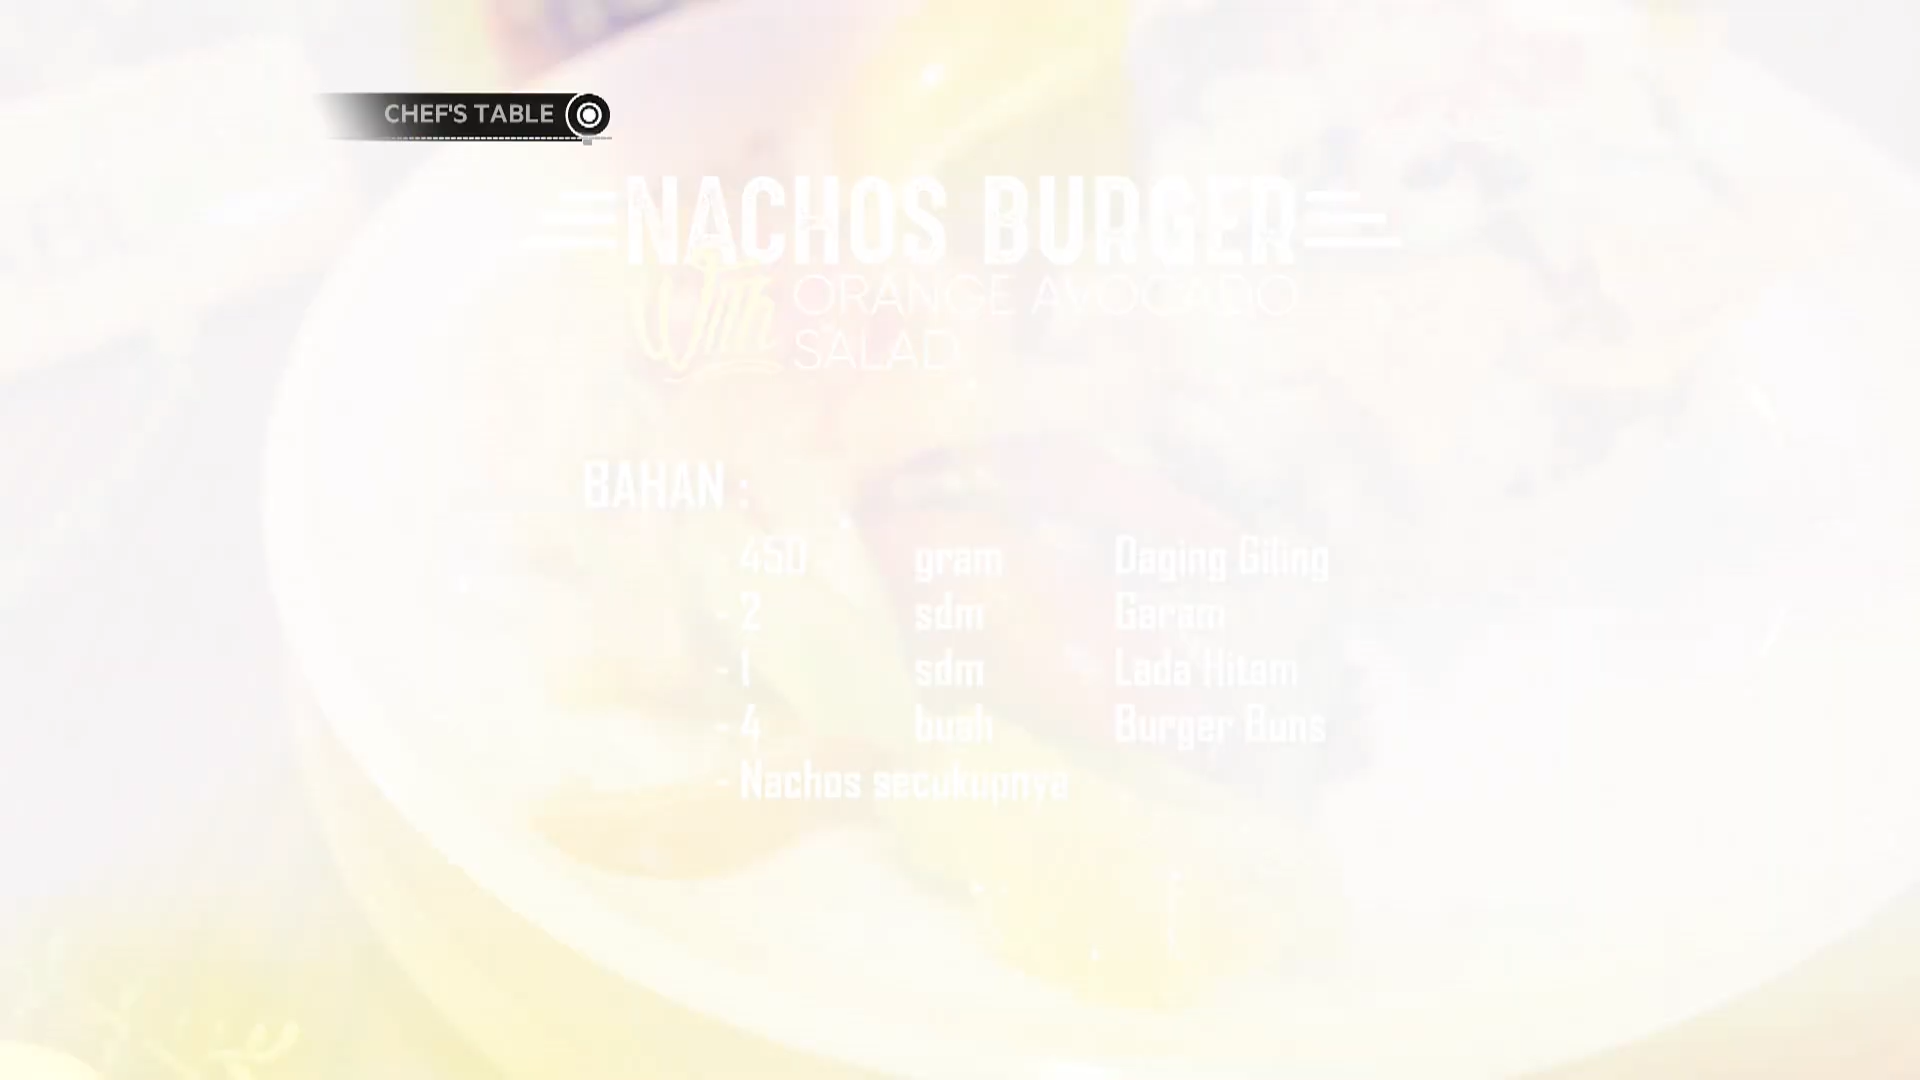 CHEF'S TABLE
NACHOS BURGER
With ORANGE AVOCADO
SALAD
BAHAN :
450 gram Daging Giling
- 2 sdm Garam
- 1 sdm Lada Hitam
- 4 buah Burger Buns
- Nachos secukupnya